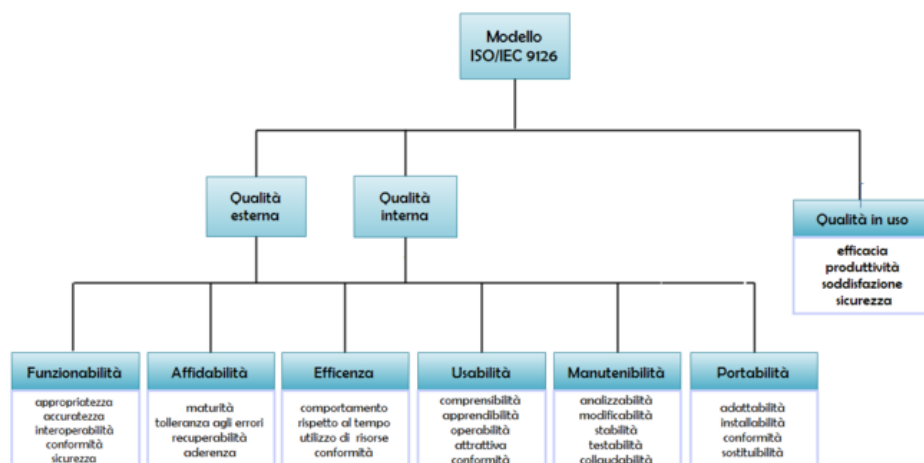 Modello
ISO/IEC 9126
Qualità
esterna
Qualità
interna
Qualità in uso
efficacia
produttività
soddisfazione
sicurezza
Funzionabilità
appropriatezza
accuratezza
interoperabilità
conformità
sicurezza
Affidabilità
maturità
tolleranza agli errori
recuperabilità
aderenza
Efficenza
comportamento
rispetto al tempo
utilizzo di risorse
conformità
Usabilità
comprensibilità
apprendibilità
operabilità
attrattiva
conformità
Manutenibilità
analizzabilità
modificabilità
stabilità
testabilità
collaudabilità
Portabilità
adattabilità
installabilità
conformità
sostituibilità